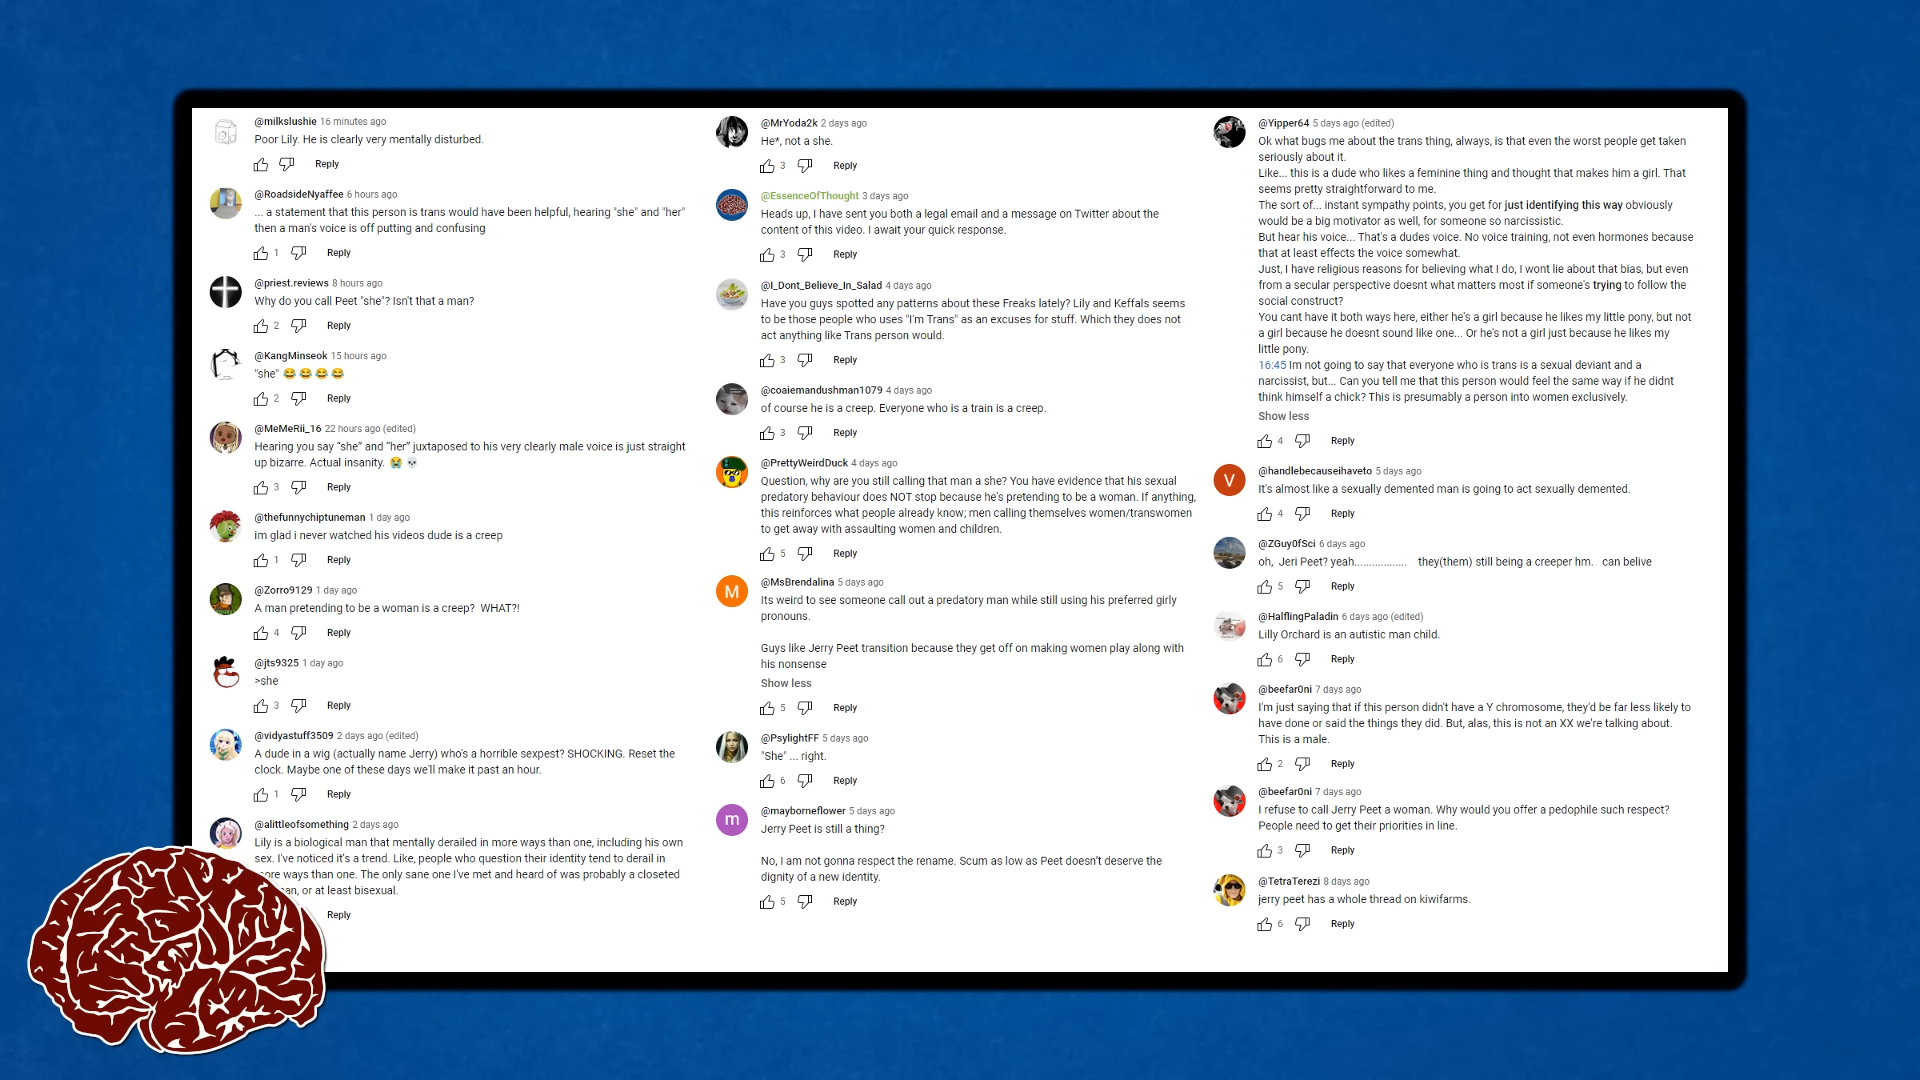 @milkslushie 16 minutes ago
Poor Lily. He is clearly very mentally disturbed.
Reply
@RoadsideNyaffee 6 hours ago
... a statement that this person is trans would have been helpful, hearing "she" and "her"
then a man's voice is off putting and confusing
1 Reply
@priest.reviews 8 hours ago
Why do you call Peet "she"? Isn't that a man?
2 Reply
@KangMinseok 15 hours ago
"she" 😂 😂 😂 😂
2 Reply
@MeMeRii_16 22 hours ago (edited)
Hearing you say “she” and “her” juxtaposed to his very clearly male voice is just straight
up bizarre. Actual insanity. 😭 💀
3 Reply
@thefunnychiptuneman 1 day ago
im glad i never watched his videos dude is a creep
1 Reply
@Zorro9129 1 day ago
A man pretending to be a woman is a creep? WHAT?!
4 Reply
@jts9325 1 day ago
>she
3 Reply
@vidyastuff3509 2 days ago (edited)
A dude in a wig (actually name Jerry) who's a horrible sexpest? SHOCKING. Reset the
clock. Maybe one of these days we'll make it past an hour.
1 Reply
@alittleofsomething 2 days ago
Lily is a biological man that mentally derailed in more ways than one, including his own
sex. I've noticed it's a trend. Like, people who question their identity tend to derail in
ways than one. The only sane one I've met and heard of was probably a closeted
or at least bisexual.
Reply
@MrYoda2k 2 days ago
He*, not a she.
3 Reply
@EssenceOfThought 3 days ago
Heads up, I have sent you both a legal email and a message on Twitter about the
content of this video. I await your quick response.
3 Reply
@I_Dont_Believe_In_Salad 4 days ago
Have you guys spotted any patterns about these Freaks lately? Lily and Keffals seems
to be those people who uses "I'm Trans" as an excuses for stuff. Which they does not
act anything like Trans person would.
3 Reply
@coaiemandushman1079 4 days ago
of course he is a creep. Everyone who is a train is a creep.
3 Reply
@PrettyWeirdDuck 4 days ago
Question, why are you still calling that man a she? You have evidence that his sexual
predatory behaviour does NOT stop because he's pretending to be a woman. If anything,
this reinforces what people already know; men calling themselves women/transwomen
to get away with assaulting women and children.
5 Reply
@MsBrendalina 5 days ago
Its weird to see someone call out a predatory man while still using his preferred girly
pronouns.
Guys like Jerry Peet transition because they get off on making women play along with
his nonsense
Show less
5 Reply
@PsylightFF 5 days ago
"She" ... right.
6 Reply
@mayborneflower 5 days ago
Jerry Peet is still a thing?
No, I am not gonna respect the rename. Scum as low as Peet doesn’t deserve the
dignity of a new identity.
5 Reply
@Yipper64 5 days ago (edited)
Ok what bugs me about the trans thing, always, is that even the worst people get taken
seriously about it.
Like... this is a dude who likes a feminine thing and thought that makes him a girl. That
seems pretty straightforward to me.
The sort of... instant sympathy points, you get for just identifying this way obviously
would be a big motivator as well, for someone so narcissistic.
But hear his voice... That's a dudes voice. No voice training, not even hormones because
that at least effects the voice somewhat.
Just, I have religious reasons for believing what I do, I wont lie about that bias, but even
from a secular perspective doesnt what matters most if someone's trying to follow the
social construct?
You cant have it both ways here, either he's a girl because he likes my little pony, but not
a girl because he doesnt sound like one... Or he's not a girl just because he likes my
little pony.
16:45 Im not going to say that everyone who is trans is a sexual deviant and a
narcissist, but... Can you tell me that this person would feel the same way if he didnt
think himself a chick? This is presumably a person into women exclusively.
Show less
4 Reply
V
@handlebecauseihaveto 5 days ago
It's almost like a sexually demented man is going to act sexually demented.
4 Reply
@ZGuy0fSci 6 days ago
oh, Jeri Peet? yeah.................. they(them) still being a creeper hm. can belive
5 Reply
@HalflingPaladin 6 days ago (edited)
Lilly Orchard is an autistic man child.
6 Reply
@beefar0ni 7 days ago
I'm just saying that if this person didn't have a Y chromosome, they'd be far less likely to
have done or said the things they did. But, alas, this is not an XX we're talking about.
This is a male.
2 Reply
@beefar0ni 7 days ago
I refuse to call Jerry Peet a woman. Why would you offer a pedophile such respect?
People need to get their priorities in line.
3 Reply
@TetraTerezi 8 days ago
jerry peet has a whole thread on kiwifarms.
6 Reply